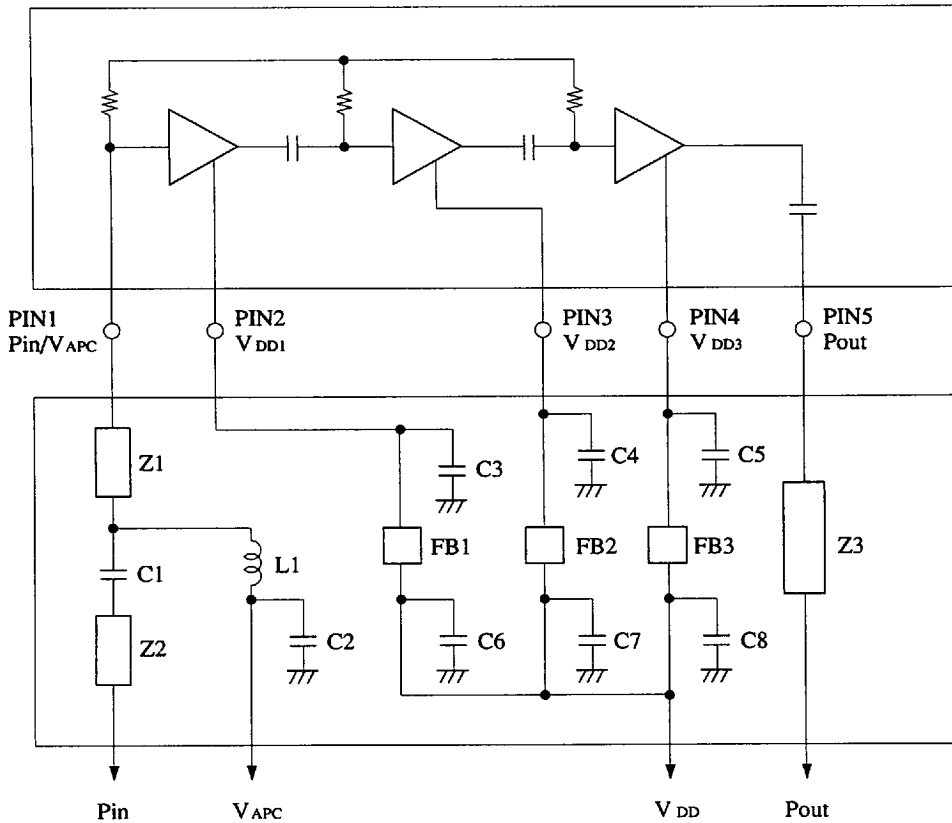 PIN1
Pin/VAPC
PIN2
VDD1
PIN3
VDD2
PIN4
VDD3
PIN5
Pout
Z1
C3
C4
C5
C1
L1
FB1
FB2
FB3
Z3
Z2
C2
C6
C7
C8
Pin
VAPC
VDD
Pout